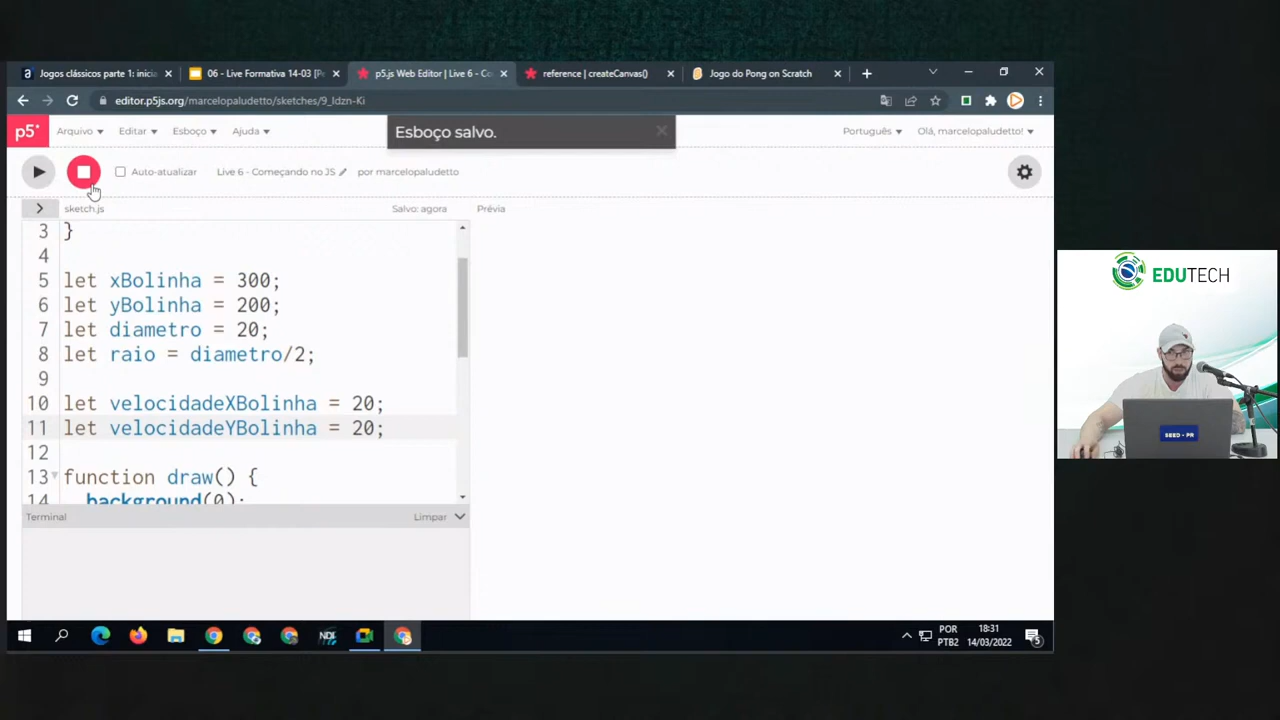 Jogos clássicos parte 1: inicia
06 - Live Formativa 14-03 [P
p5.js Web Editor | Live 6 - Co
reference | createCanvas()
Jogo do Pong on Scratch
editor.p5js.org/marcelopaludetto/sketches/9_Idzn-Ki
p5*
Arquivo
Editar
Esboço
Ajuda
Esboço salvo.
Português
Olá, marcelopaludetto!
Auto-atualizar
Live 6 - Começando no JS
por marcelopaludetto
sketch.js
Salvo: agora
Prévia
3 }
4
5 let xBolinha = 300;
6 let yBolinha = 200;
7 let diametro = 20;
8 let raio = diametro/2;
9
10 let velocidadeXBolinha = 20;
11 let velocidadeYBolinha = 20;
12
13 function draw() {
14 background(0);
Terminal
Limpar
EDUTECH
SEED - PR
NDI
POR
PTB2
18:31
14/03/2022
5